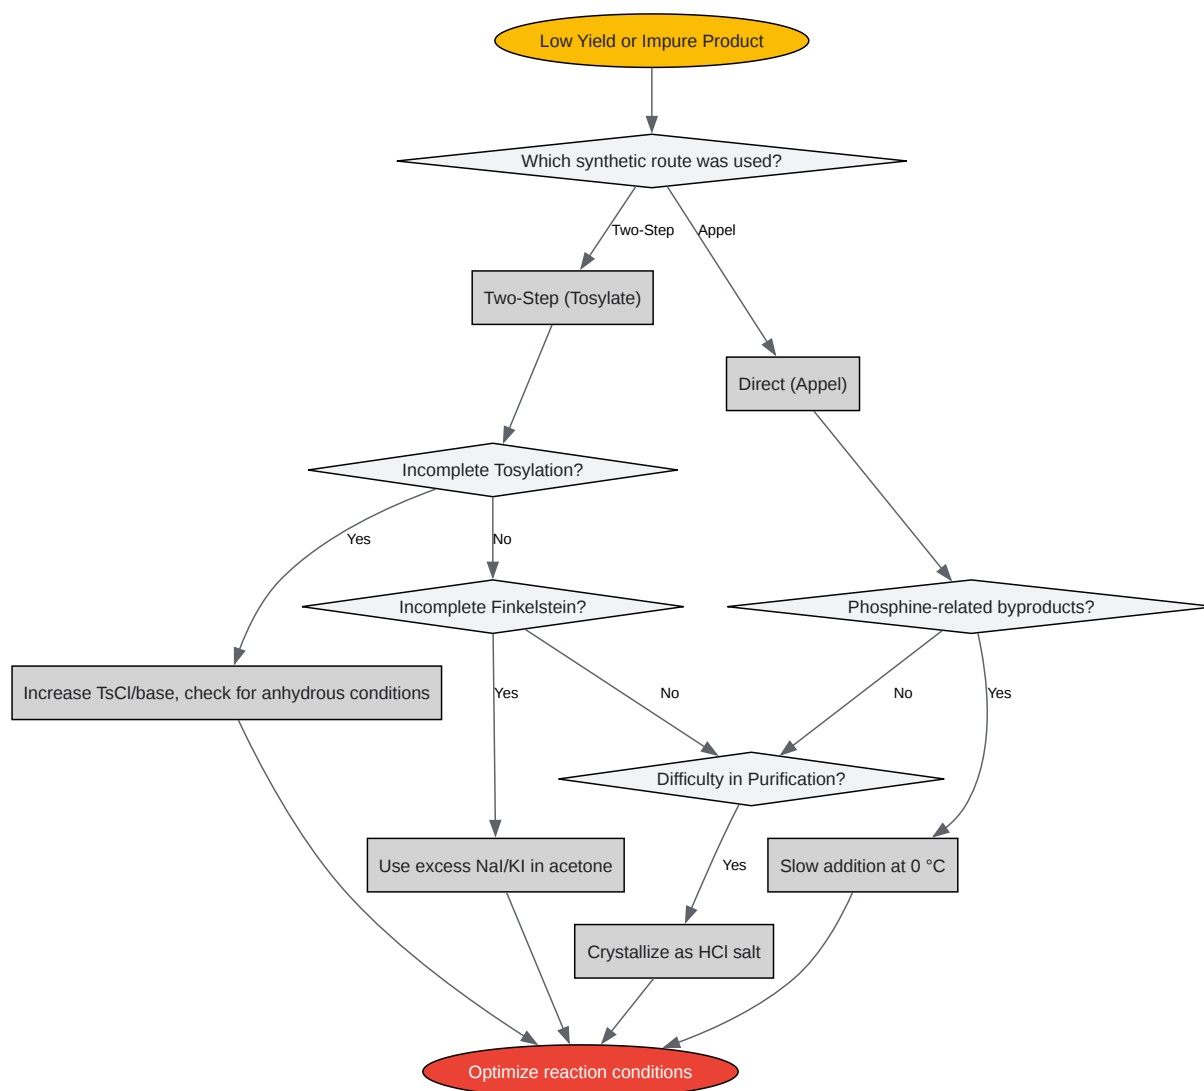 Low Yield or Impure Product
Which synthetic route was used?
Two-Step
Appel
Two-Step (Tosylate)
Direct (Appel)
Incomplete Tosylation?
Yes
No
Incomplete Finkelstein?
Phosphine-related byproducts?
Increase TsCl/base, check for anhydrous conditions
Yes
No
No
Yes
Difficulty in Purification?
Use excess NaI/KI in acetone
Yes
Slow addition at 0 °C
Crystallize as HCl salt
Optimize reaction conditions